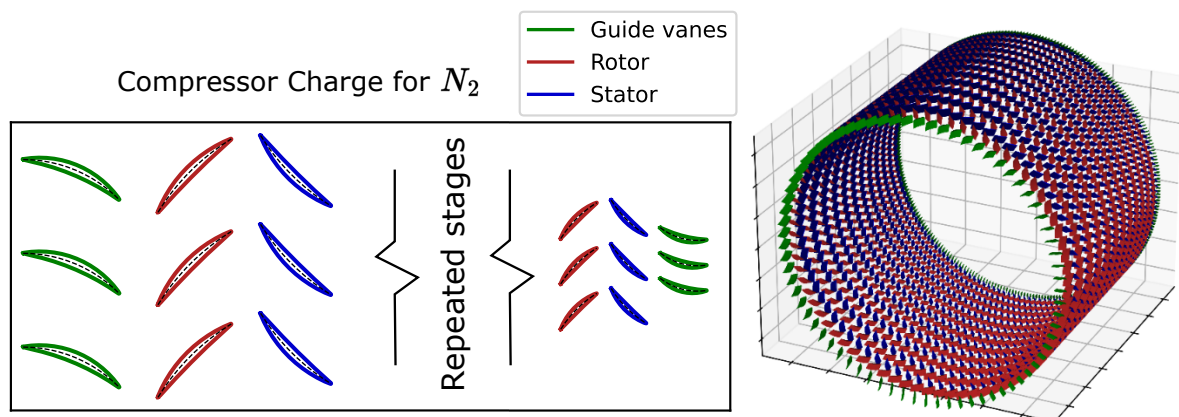 Guide vanes
Rotor
Stator
Compressor Charge for N₂
Repeated stages